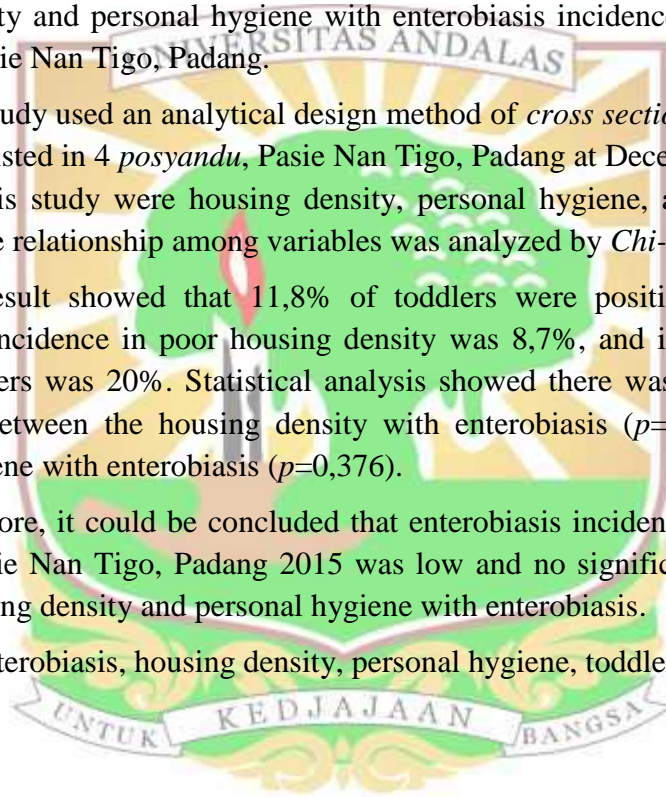 ty and personal hygiene with enterobiasis incidence
ie Nan Tigo, Padang.
UNIVERSITAS ANDALAS
tudy used an analytical design method of cross sectio
isted in 4 posyandu, Pasie Nan Tigo, Padang at Dece
is study were housing density, personal hygiene, a
e relationship among variables was analyzed by Chi-
esult showed that 11,8% of toddlers were positi
ncidence in poor housing density was 8,7%, and i
ers was 20%. Statistical analysis showed there was
etween the housing density with enterobiasis (p=
ene with enterobiasis (p=0,376).
ore, it could be concluded that enterobiasis inciden
ie Nan Tigo, Padang 2015 was low and no signific
ng density and personal hygiene with enterobiasis.
terobiasis, housing density, personal hygiene, toddle
UNTUK KEDJAJAAN BANGSA